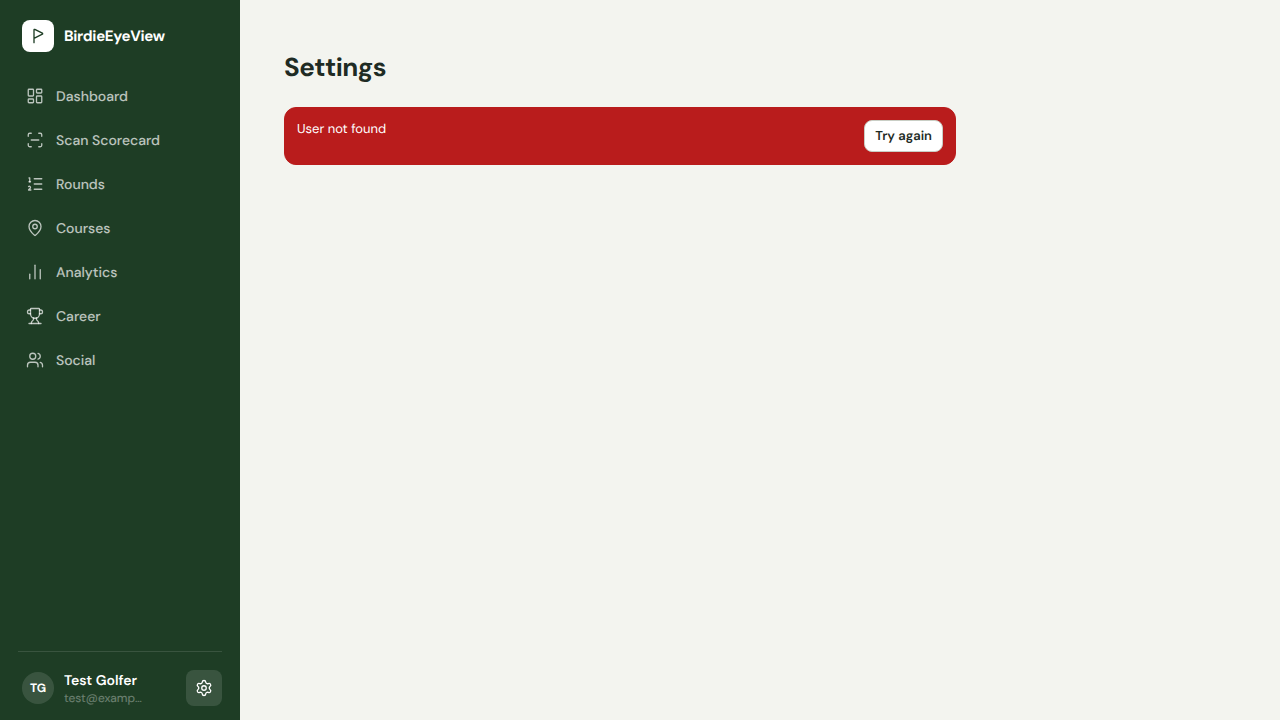 BirdieEyeView
Dashboard
Scan Scorecard
Rounds
Courses
Analytics
Career
Social
TG
Test Golfer
test@examp...
Settings
User not found
Try again